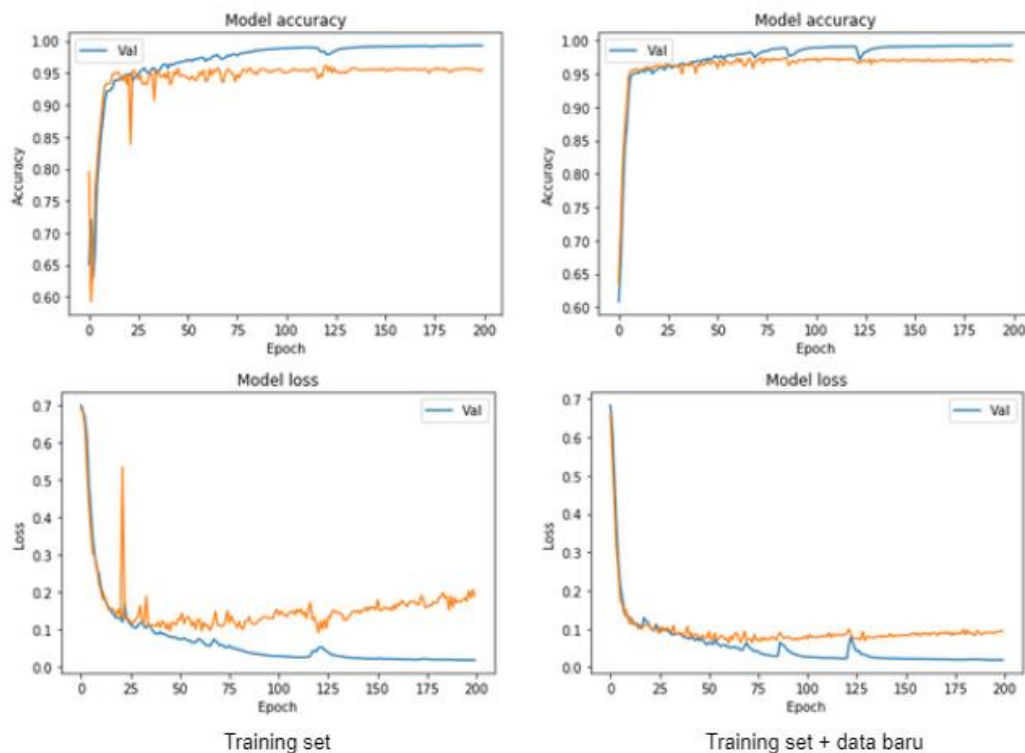 Model accuracy
Val
1.00
0.95
0.90
0.85
0.80
0.75
0.70
0.65
0.60
Accuracy
0 25 50 75 100 125 150 175 200
Epoch
Model accuracy
Val
1.00
0.95
0.90
0.85
0.80
0.75
0.70
0.65
0.60
Accuracy
0 25 50 75 100 125 150 175 200
Epoch
Model loss
Val
0.7
0.6
0.5
0.4
0.3
0.2
0.1
0.0
Loss
0 25 50 75 100 125 150 175 200
Epoch
Training set
Model loss
Val
0.7
0.6
0.5
0.4
0.3
0.2
0.1
0.0
Loss
0 25 50 75 100 125 150 175 200
Epoch
Training set + data baru